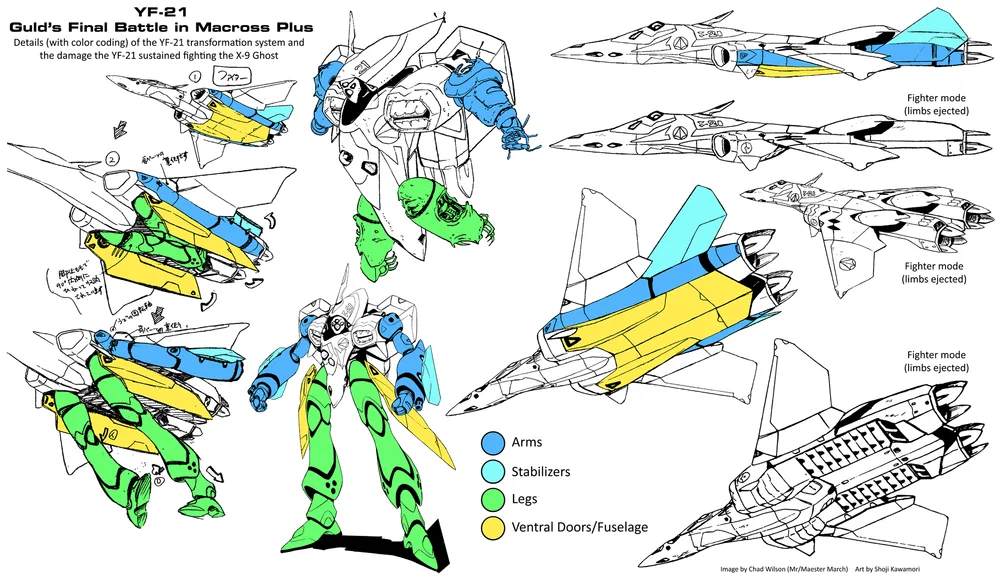 YF-21
Guld's Final Battle in Macross Plus
Details (with color coding) of the YF-21 transformation system and
the damage the YF-21 sustained fighting the X-9 Ghost
①
②
④
Fighter mode
(limbs ejected)
Fighter mode
(limbs ejected)
Fighter mode
(limbs ejected)
Arms
Stabilizers
Legs
Ventral Doors/Fuselage
Image by Chad Wilson (Mr/Maester March)
Art by Shoji Kawamori